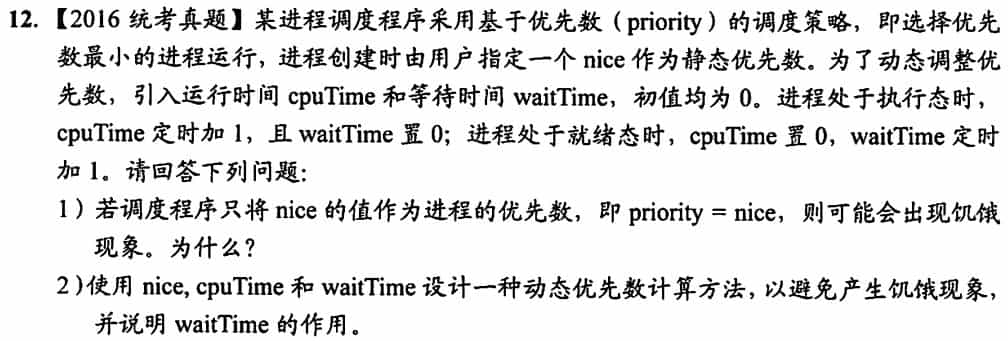 12.【2016 统考真题】某进程调度程序采用基于优先数（priority）的调度策略，即选择优先
数最小的进程运行，进程创建时由用户指定一个 nice 作为静态优先数。为了动态调整优
先数，引入运行时间 cpuTime 和等待时间 waitTime，初值均为 0。进程处于执行态时，
cpuTime 定时加 1，且 waitTime 置 0；进程处于就绪态时，cpuTime 置 0，waitTime 定时
加 1。请回答下列问题：
1）若调度程序只将 nice 的值作为进程的优先数，即 priority = nice，则可能会出现饥饿
现象。为什么？
2）使用 nice, cpuTime 和 waitTime 设计一种动态优先数计算方法，以避免产生饥饿现象，
并说明 waitTime 的作用。